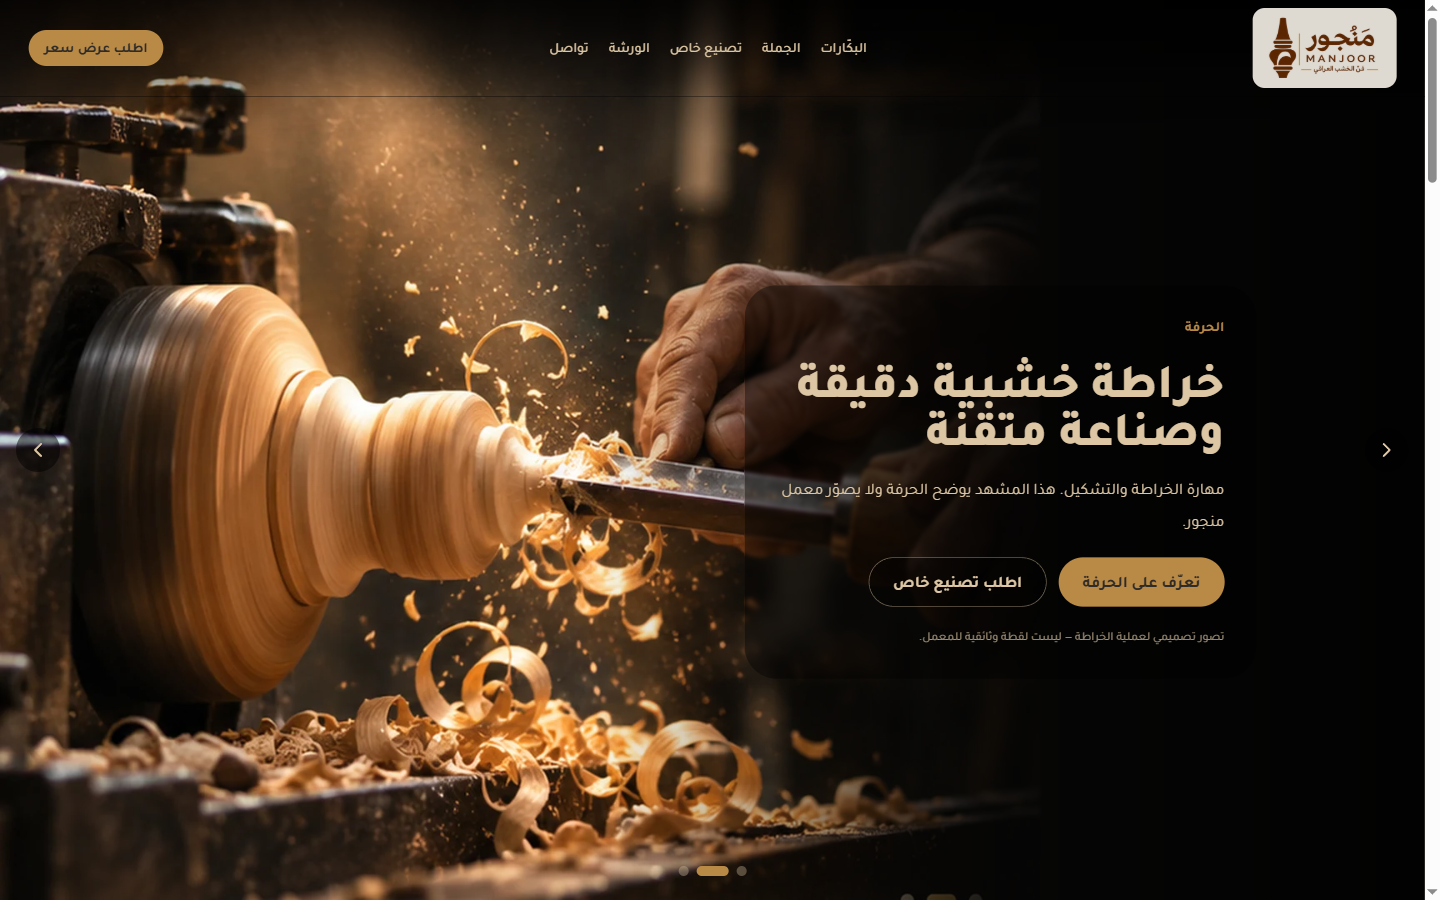 مَنْجور
MANJOOR
فنّ الخشب العراقي
البكّارات
الجملة
تصنيع خاص
الورشة
تواصل
اطلب عرض سعر
الحرفة
خراطة خشبية دقيقة
وصناعة متقنة
مهارة الخراطة والتشكيل. هذا المشهد يوضح الحرفة ولا يصوّر معمل
منجور.
تعرّف على الحرفة
اطلب تصنيع خاص
تصور تصميمي لعملية الخراطة – ليست لقطة وثائقية للمعمل.